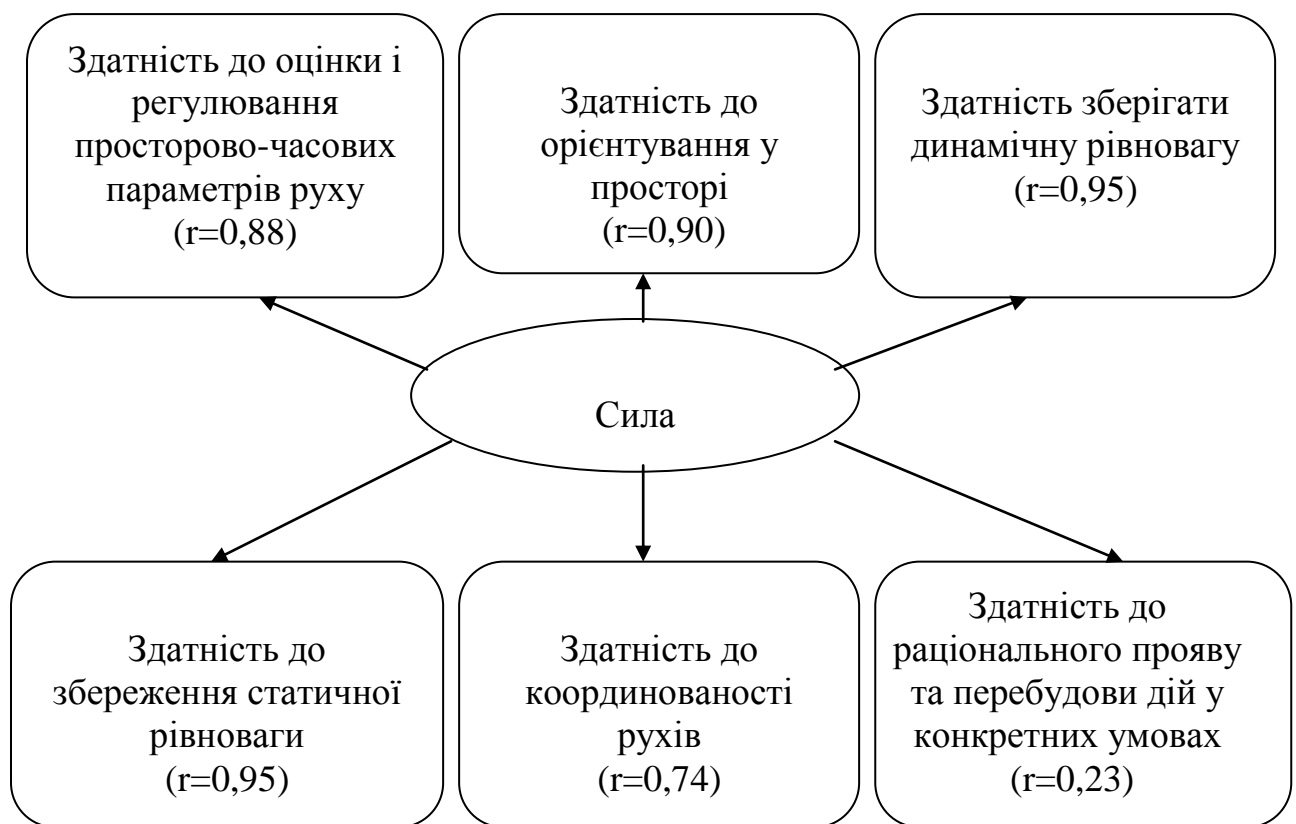 Здатність до оцінки і
регулювання
просторово-часових
параметрів руху
(r=0,88)
Здатність до
орієнтування у
просторі
(r=0,90)
Здатність зберігати
динамічну рівновагу
(r=0,95)
Сила
Здатність до
збереження статичної
рівноваги
(r=0,95)
Здатність до
координованості
рухів
(r=0,74)
Здатність до
раціонального прояву
та перебудови дій у
конкретних умовах
(r=0,23)